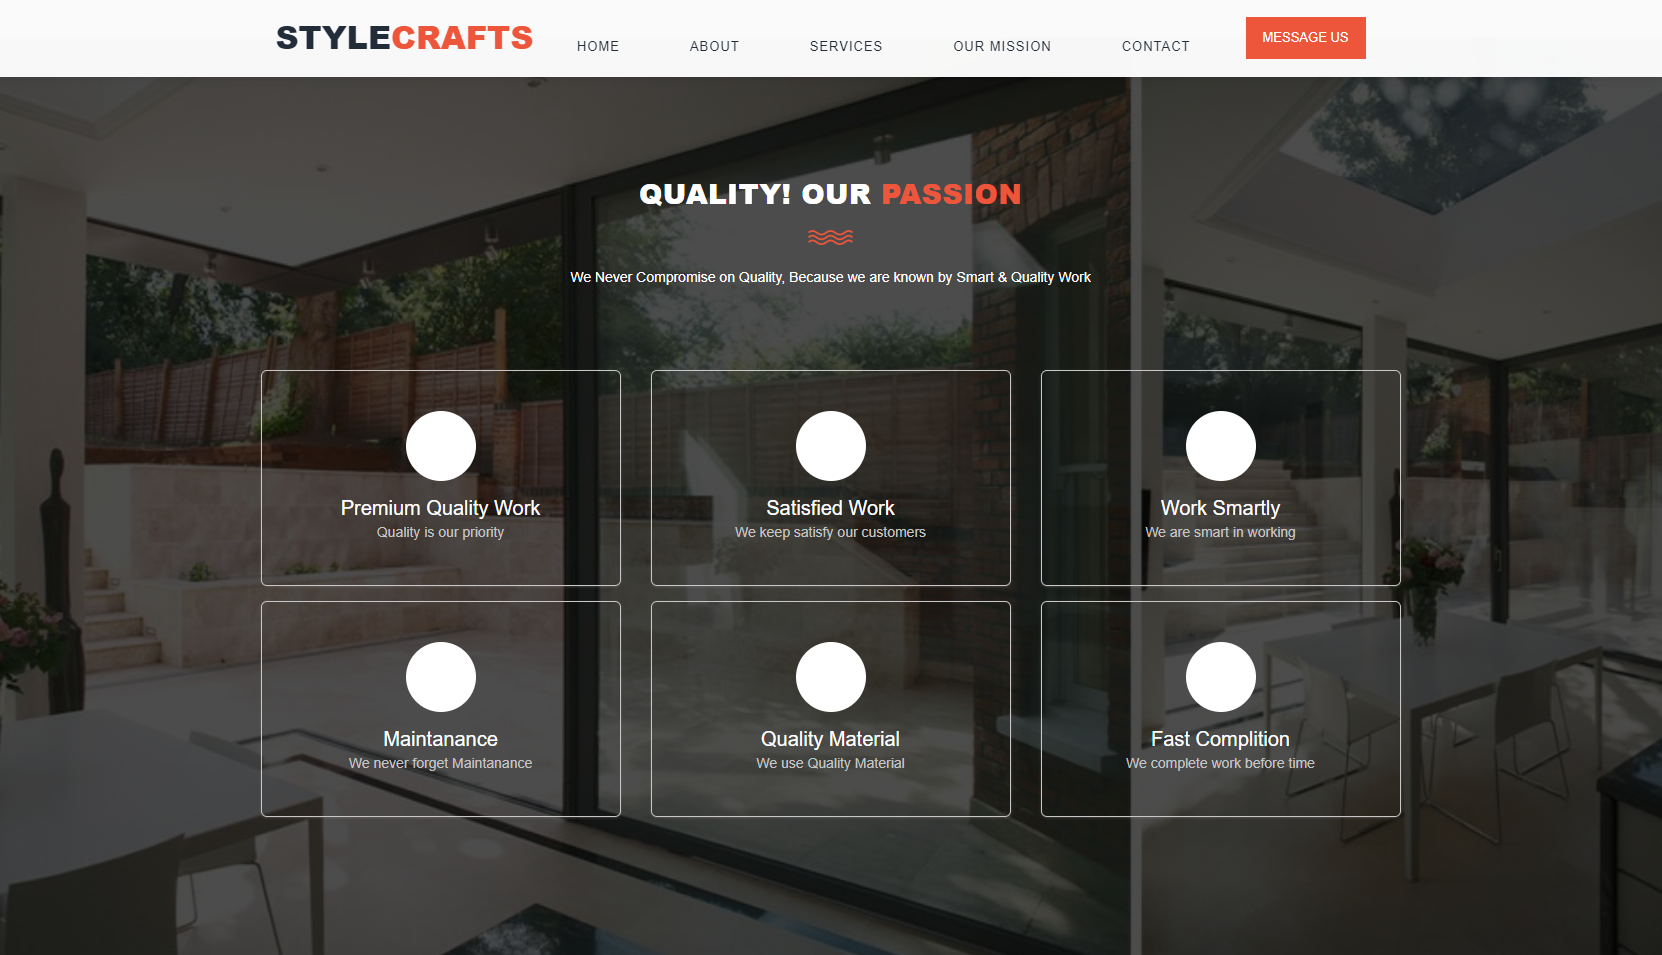 STYLECRAFTS
HOME
ABOUT
SERVICES
OUR MISSION
CONTACT
MESSAGE US
QUALITY! OUR PASSION
We Never Compromise on Quality, Because we are known by Smart & Quality Work
Premium Quality Work
Quality is our priority
Satisfied Work
We keep satisfy our customers
Work Smartly
We are smart in working
Maintanance
We never forget Maintanance
Quality Material
We use Quality Material
Fast Complition
We complete work before time